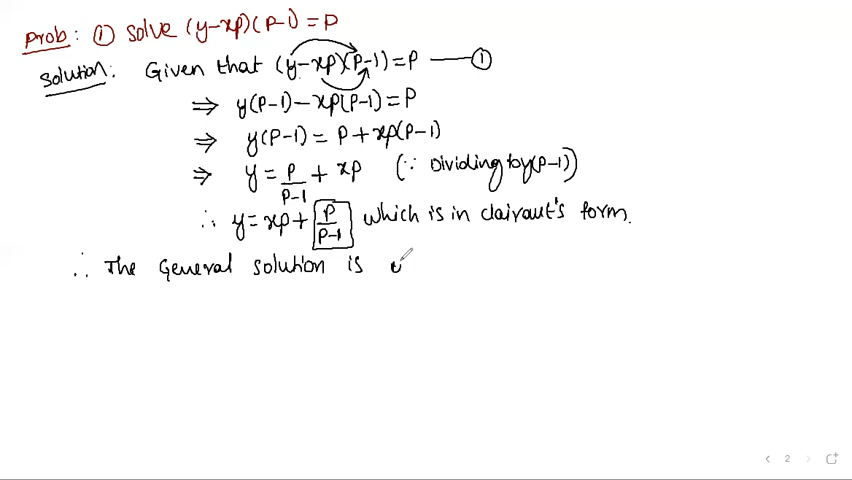 Prob: ① Solve (y-xp)(p-1)=p
Solution: Given that (y-xp)(p-1)=p —— ①
⇒ y(p-1)-xp(p-1)=p
⇒ y(p-1) = p+xp(p-1)
⇒ y = p/(p-1) + xp (∵ Dividing by (p-1))
∴ y=xp+ p/(p-1) which is in clairaut's form.
∴ The General solution is
2